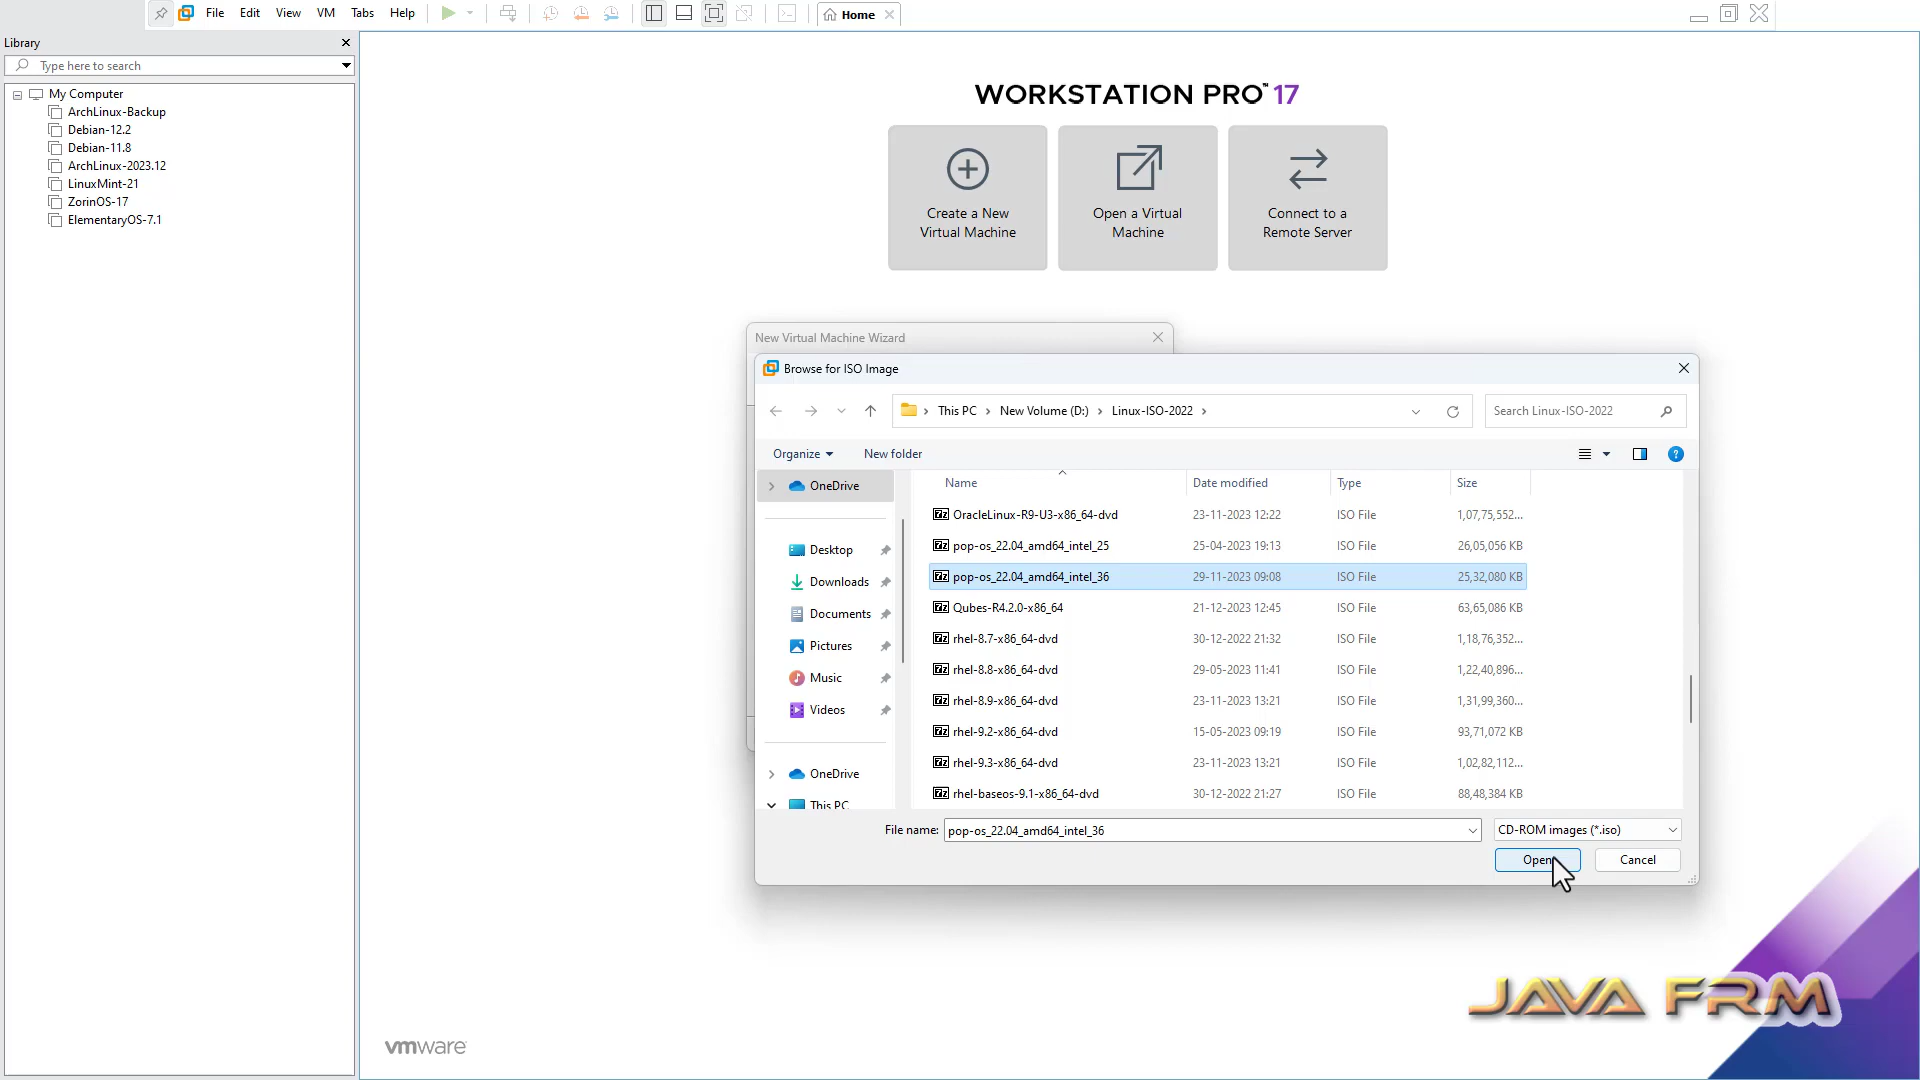 File Edit View VM Tabs Help
Home
Library
Type here to search
My Computer
ArchLinux-Backup
Debian-12.2
Debian-11.8
ArchLinux-2023.12
LinuxMint-21
ZorinOS-17
ElementaryOS-7.1
WORKSTATION PRO™ 17
Create a New
Virtual Machine
Open a Virtual
Machine
Connect to a
Remote Server
New Virtual Machine Wizard
Browse for ISO Image
This PC > New Volume (D:) > Linux-ISO-2022 >
Search Linux-ISO-2022
Organize New folder
OneDrive
Desktop
Downloads
Documents
Pictures
Music
Videos
OneDrive
This PC
Name Date modified Type Size
OracleLinux-R9-U3-x86_64-dvd 23-11-2023 12:22 ISO File 1,07,75,552...
pop-os_22.04_amd64_intel_25 25-04-2023 19:13 ISO File 26,05,056 KB
pop-os_22.04_amd64_intel_36 29-11-2023 09:08 ISO File 25,32,080 KB
Qubes-R4.2.0-x86_64 21-12-2023 12:45 ISO File 63,65,086 KB
rhel-8.7-x86_64-dvd 30-12-2022 21:32 ISO File 1,18,76,352...
rhel-8.8-x86_64-dvd 29-05-2023 11:41 ISO File 1,22,40,896...
rhel-8.9-x86_64-dvd 23-11-2023 13:21 ISO File 1,31,99,360...
rhel-9.2-x86_64-dvd 15-05-2023 09:19 ISO File 93,71,072 KB
rhel-9.3-x86_64-dvd 23-11-2023 13:21 ISO File 1,02,82,112...
rhel-baseos-9.1-x86_64-dvd 30-12-2022 21:27 ISO File 88,48,384 KB
File name: pop-os_22.04_amd64_intel_36 CD-ROM images (*.iso)
Open Cancel
JAVA FRM
vmware